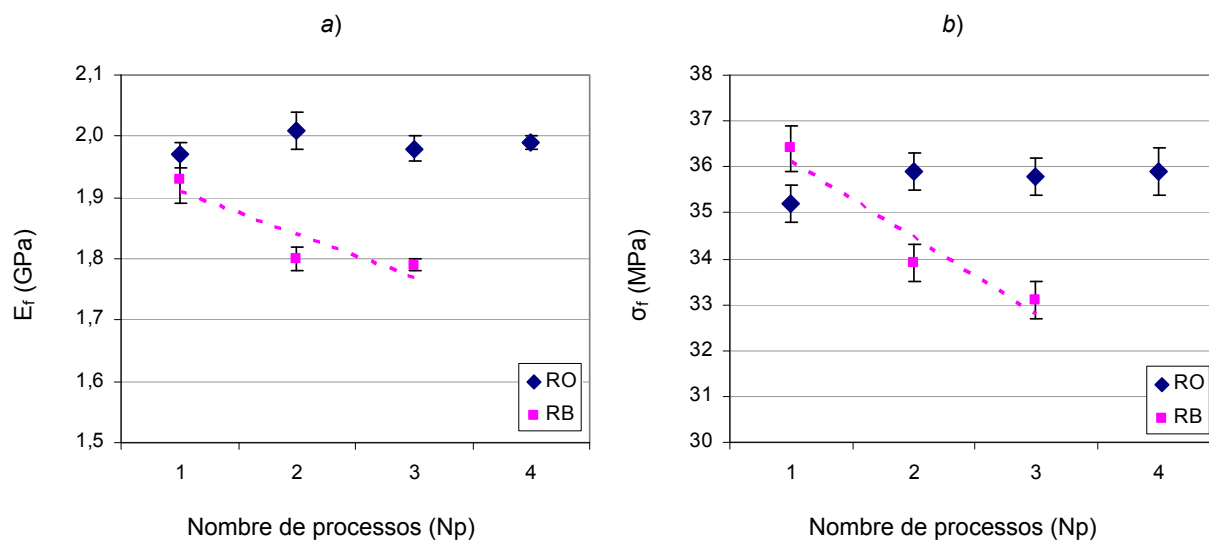 a)
2,1
2,0
1,9
1,8
1,7
1,6
1,5
1
2
3
4
E_f (GPa)
Nombre de processos (Np)
RO
RB
b)
38
37
36
35
34
33
32
31
30
1
2
3
4
σ_f (MPa)
Nombre de processos (Np)
RO
RB